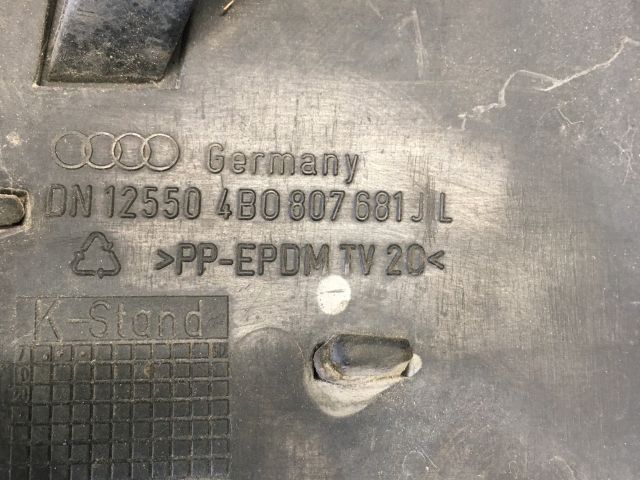 Germany
DN 12550 4B0 807 681 J L
>PP-EPDM TV 20<
K-Stand